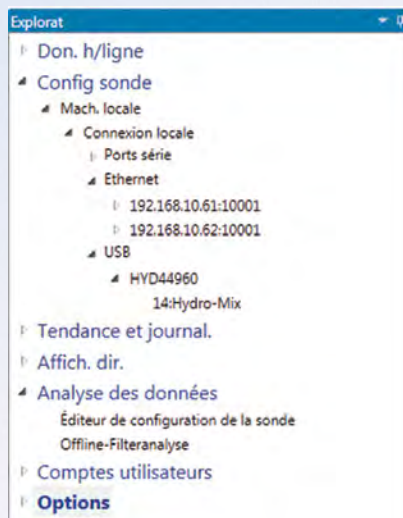 Explorat
Don. h/ligne
Config sonde
Mach. locale
Connexion locale
Ports série
Ethernet
192.168.10.61:10001
192.168.10.62:10001
USB
HYD44960
14:Hydro-Mix
Tendance et journal.
Affich. dir.
Analyse des données
Éditeur de configuration de la sonde
Offline-Filteranalyse
Comptes utilisateurs
Options